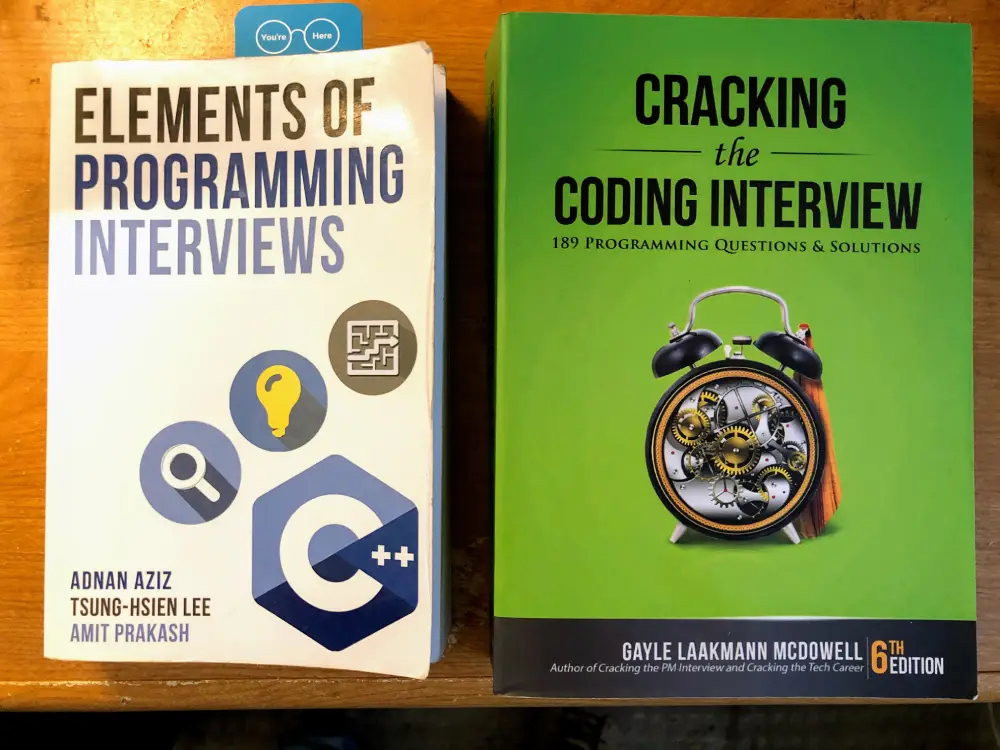 You're Here
ELEMENTS OF
PROGRAMMING
INTERVIEWS
C++
ADNAN AZIZ
TSUNG-HSIEN LEE
AMIT PRAKASH
CRACKING
the
CODING INTERVIEW
189 PROGRAMMING QUESTIONS & SOLUTIONS
GAYLE LAAKMANN MCDOWELL
Author of Cracking the PM Interview and Cracking the Tech Career
6TH
EDITION